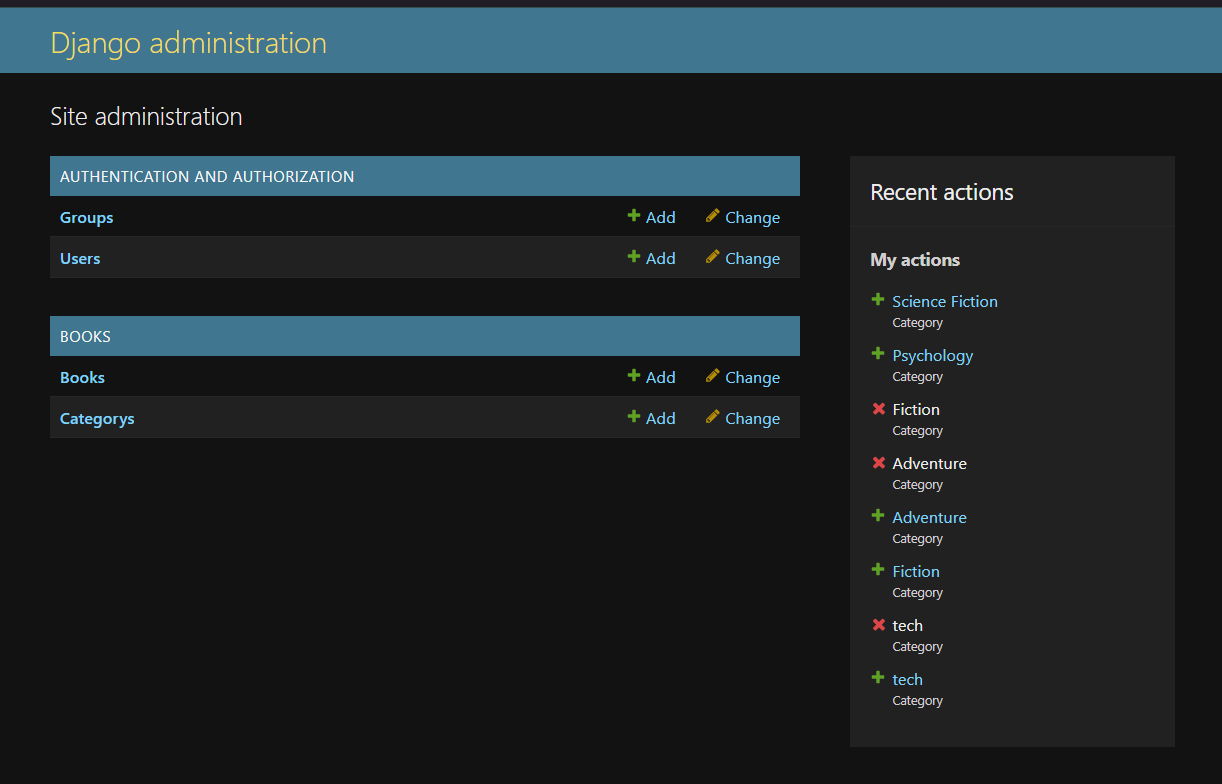 Django administration
Site administration
AUTHENTICATION AND AUTHORIZATION
Groups Add Change
Users Add Change
BOOKS
Books Add Change
Categorys Add Change
Recent actions
My actions
Science Fiction
Category
Psychology
Category
Fiction
Category
Adventure
Category
Adventure
Category
Fiction
Category
tech
Category
tech
Category